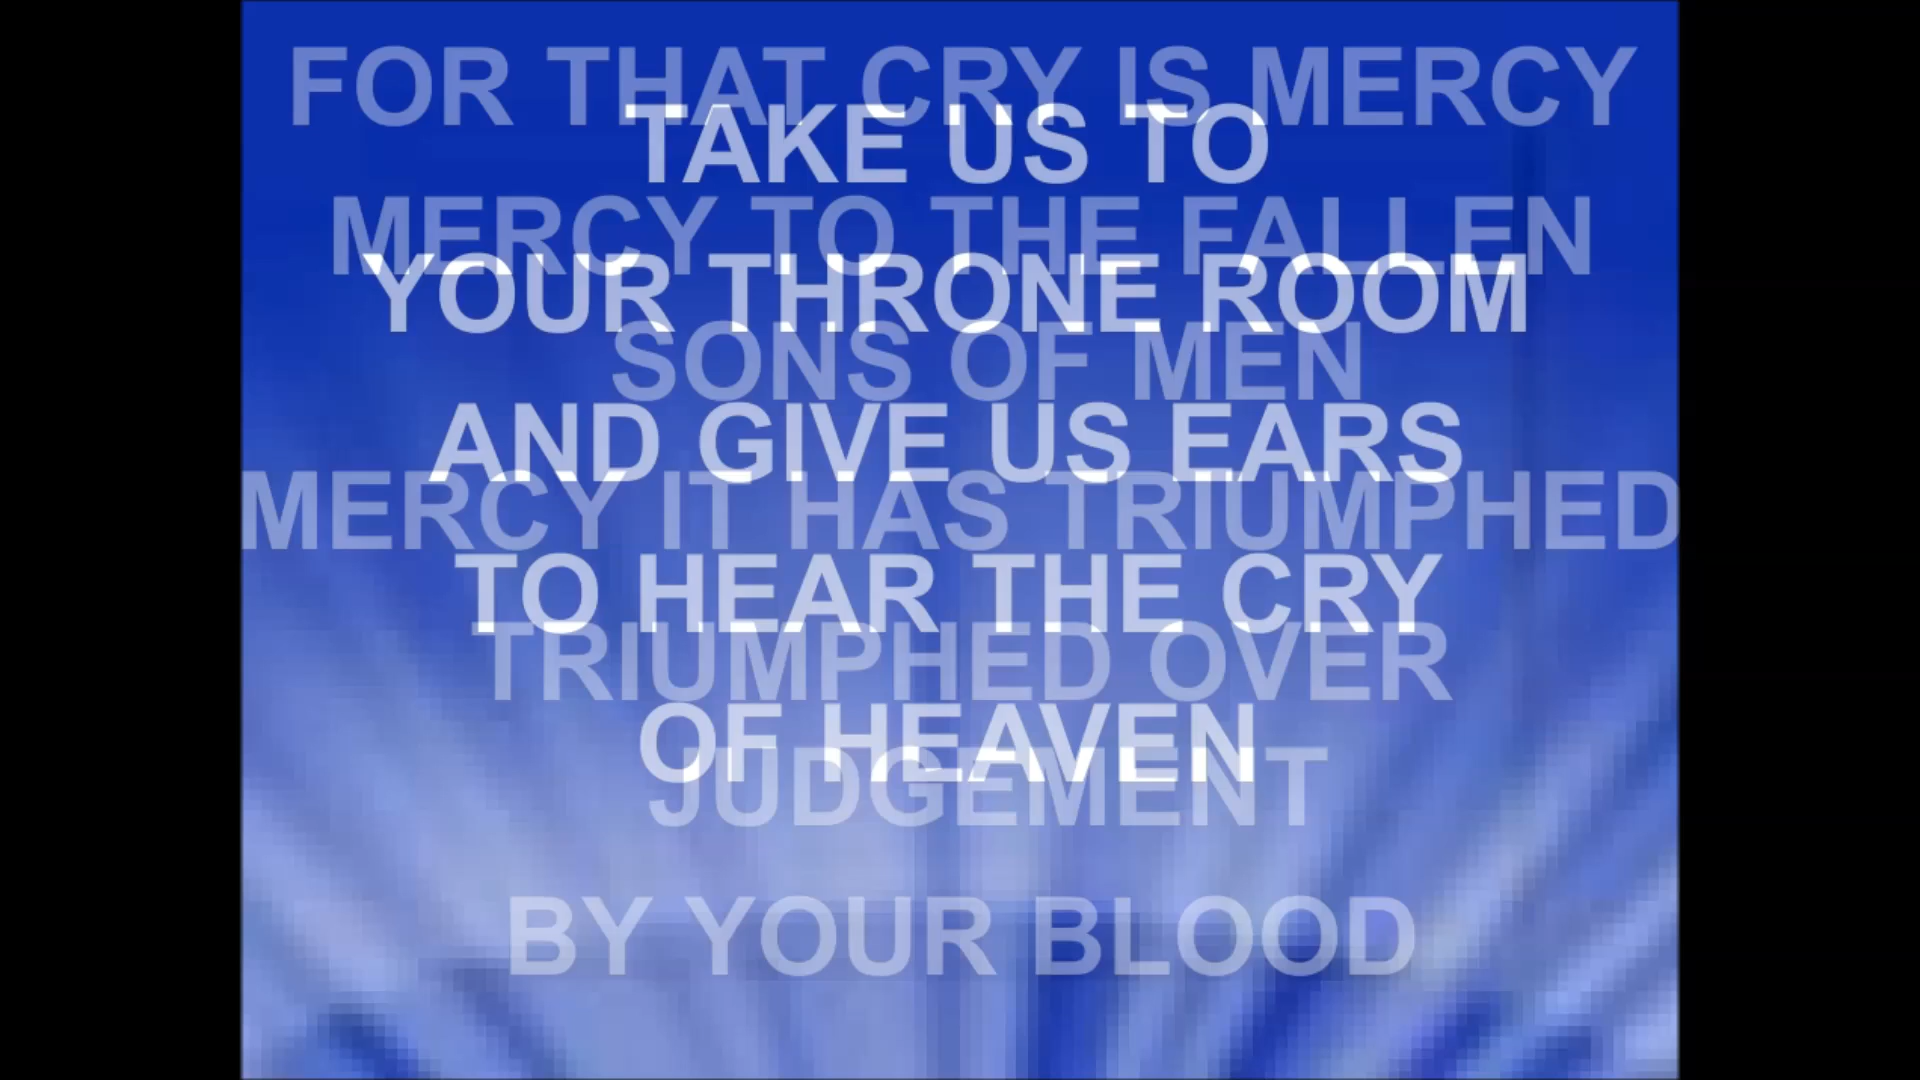 TAKE US TO
YOUR THRONE ROOM
AND GIVE US EARS
TO HEAR THE CRY
OF HEAVEN
FOR THAT CRY IS MERCY
MERCY TO THE FALLEN
SONS OF MEN
MERCY IT HAS TRIUMPHED
TRIUMPHED OVER
JUDGEMENT
BY YOUR BLOOD